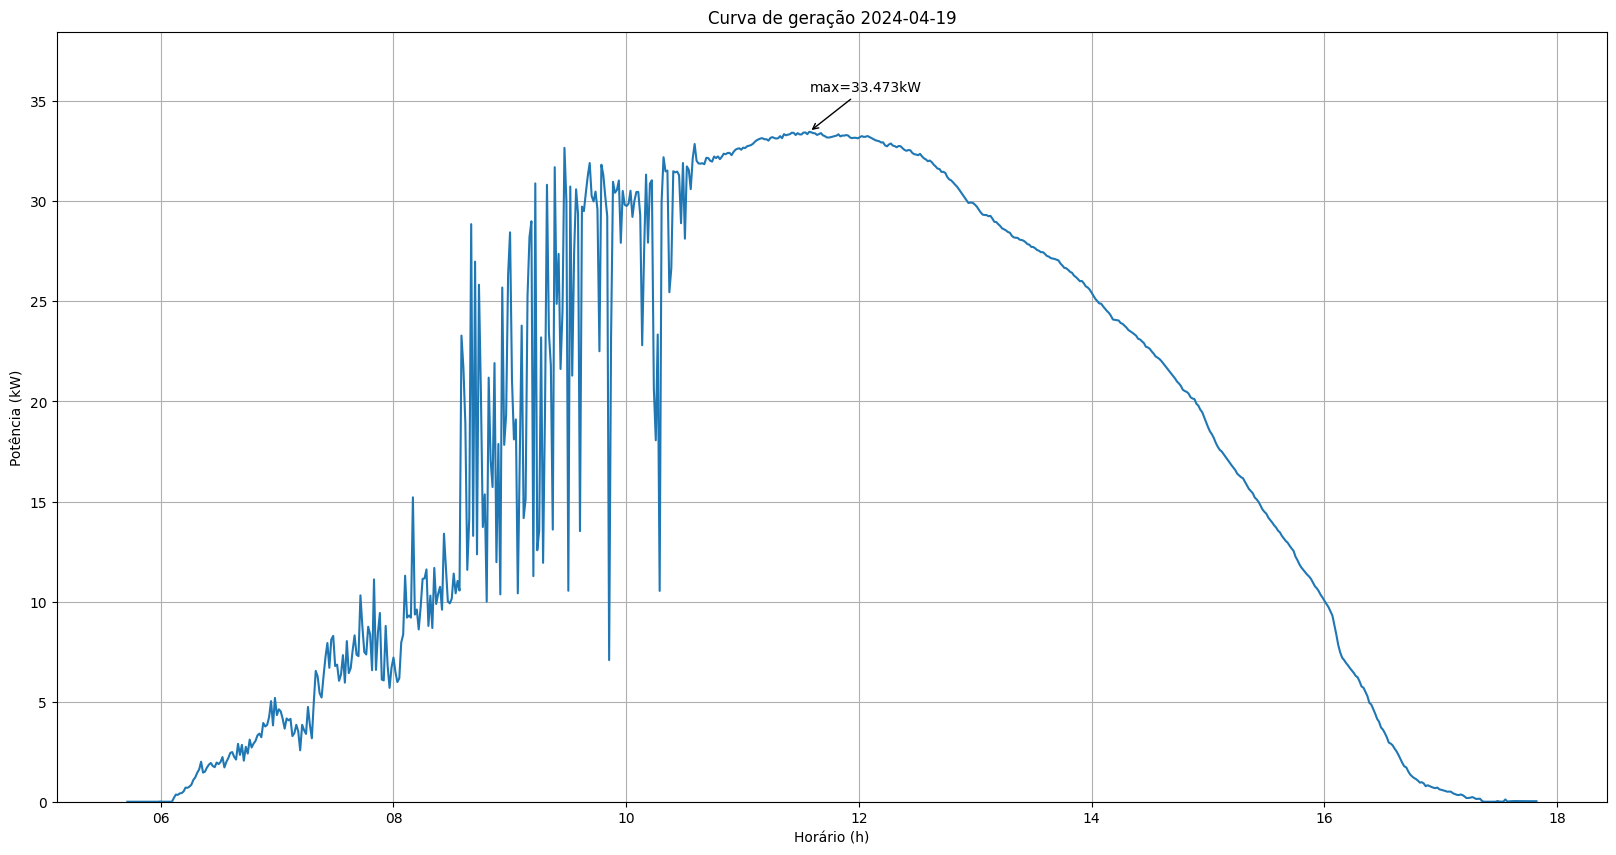 Curva de geração 2024-04-19
max=33.473kW
35
30
25
20
15
10
5
0
Potência (kW)
06 08 10 12 14 16 18
Horário (h)